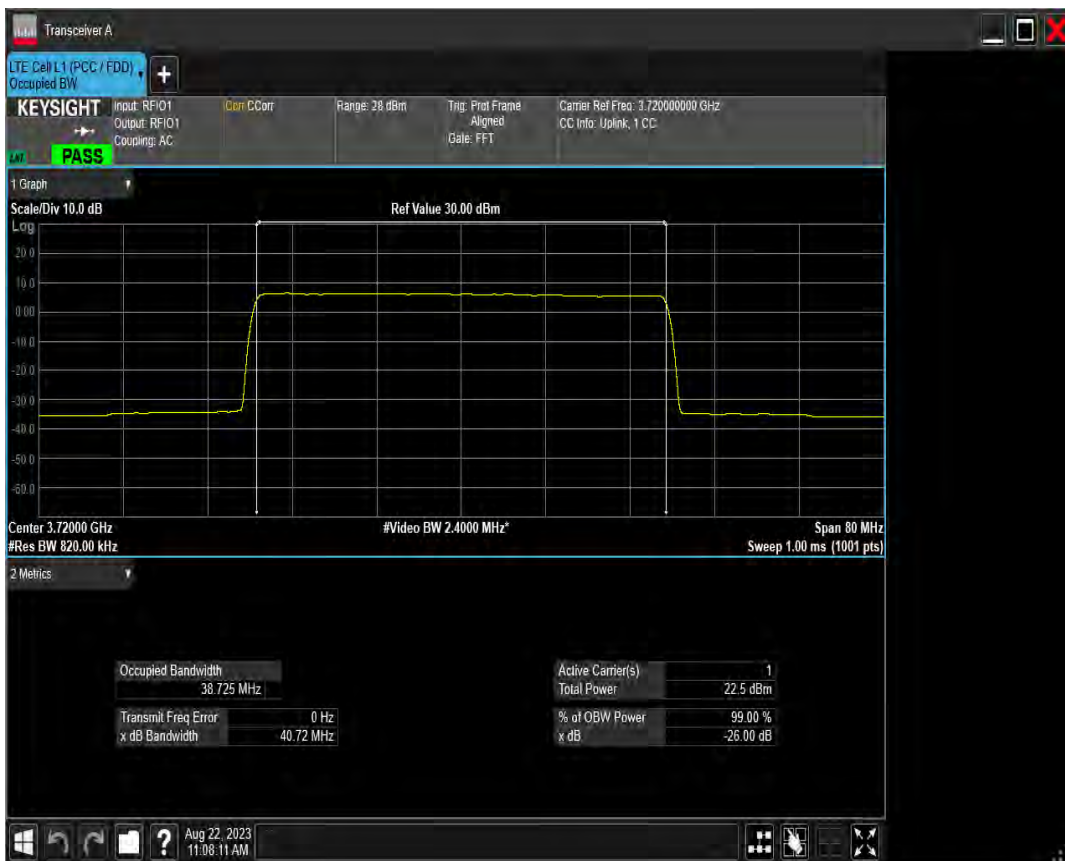 Transceiver A
LTE Cell L1 (PCC / FDD)
Occupied BW
+
KEYSIGHT
PASS
Input: RFIO1
Output: RFIO1
Coupling: AC
Corr CCorr
Range: 28 dBm
Trig: Prot Frame
Aligned
Gate: FFT
Carrier Ref Freq: 3.720000000 GHz
CC Info: Uplink, 1 CC
1 Graph
Scale/Div 10.0 dB
Ref Value 30.00 dBm
Log
20.0
10.0
0.00
-10.0
-20.0
-30.0
-40.0
-50.0
-60.0
Center 3.72000 GHz
#Video BW 2.4000 MHz*
Span 80 MHz
#Res BW 820.00 kHz
Sweep 1.00 ms (1001 pts)
2 Metrics
Occupied Bandwidth
38.725 MHz
Transmit Freq Error 0 Hz
x dB Bandwidth 40.72 MHz
Active Carrier(s) 1
Total Power 22.5 dBm
% of OBW Power 99.00 %
x dB -26.00 dB
?
Aug 22, 2023
11:08:11 AM